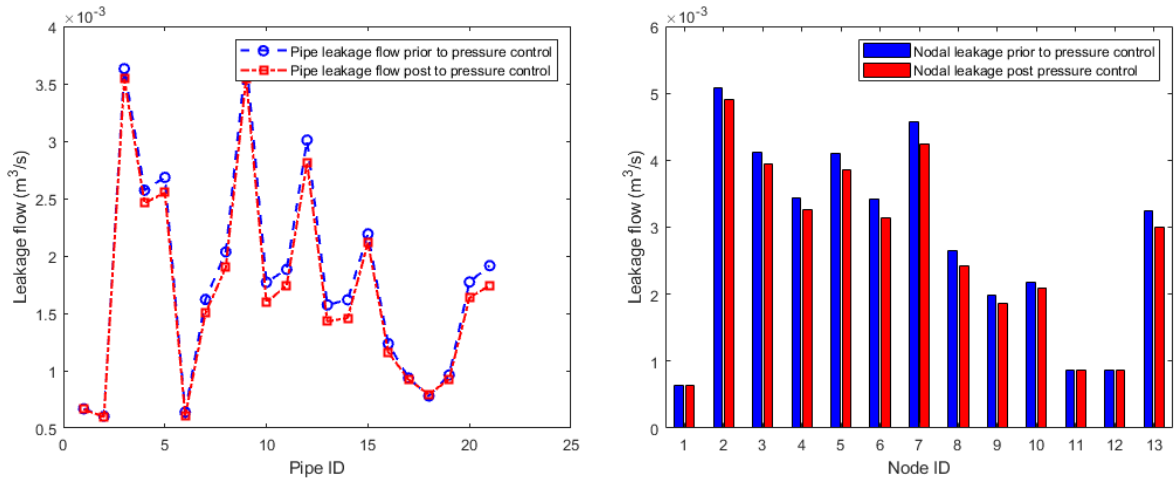 ×10⁻³
4
3.5
3
2.5
2
1.5
1
0.5
Leakage flow (m³/s)
Pipe leakage flow prior to pressure control
Pipe leakage flow post to pressure control
0 5 10 15 20 25
Pipe ID
×10⁻³
6
5
4
3
2
1
0
Leakage flow (m³/s)
Nodal leakage prior to pressure control
Nodal leakage post pressure control
1 2 3 4 5 6 7 8 9 10 11 12 13
Node ID